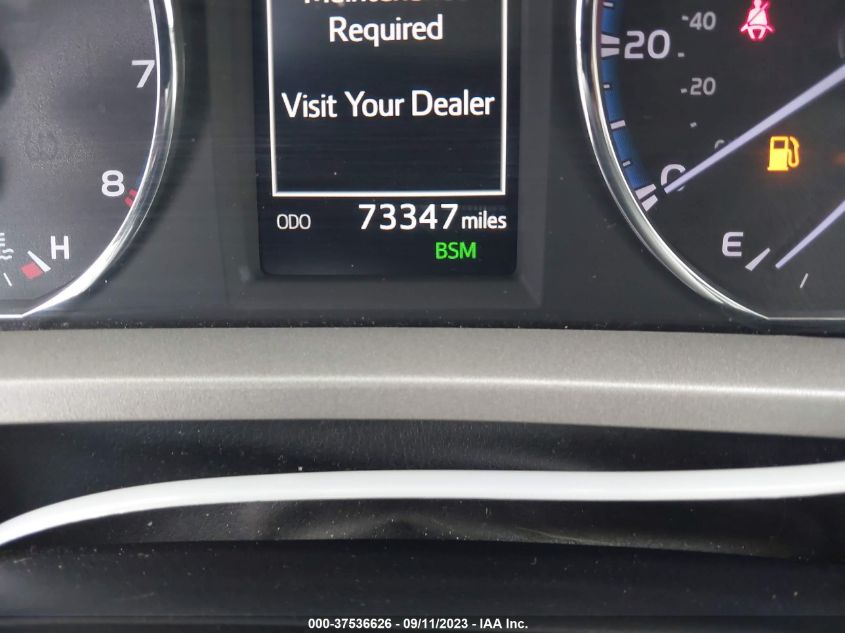 Required
Visit Your Dealer
ODO 73347 miles
BSM
7
8
H
20
0
40
20
E
000-37536626 - 09/11/2023 - IAA Inc.